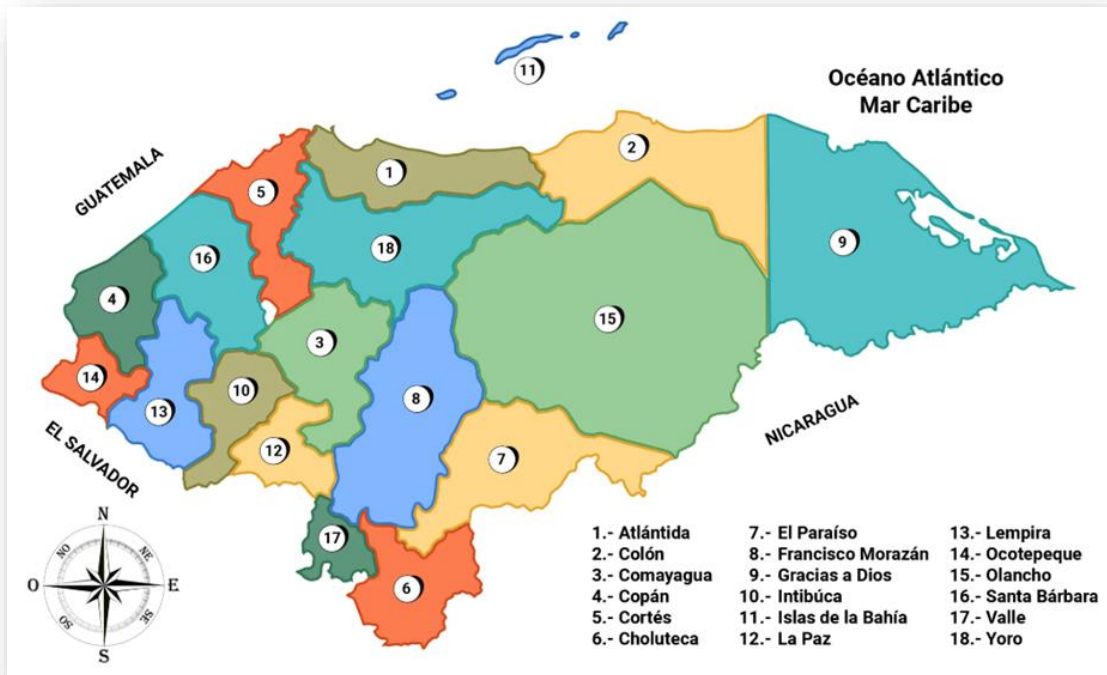 11
Océano Atlántico
Mar Caribe
GUATEMALA
2
1
5
18
16
9
4
15
3
14
10
8
13
NICARAGUA
EL SALVADOR
12
7
17
6
N
NO
NE
O
E
SO
SE
S
1.- Atlántida
2.- Colón
3.- Comayagua
4.- Copán
5.- Cortés
6.- Choluteca
7.- El Paraíso
8.- Francisco Morazán
9.- Gracias a Dios
10.- Intibúca
11.- Islas de la Bahía
12.- La Paz
13.- Lempira
14.- Ocotepeque
15.- Olancho
16.- Santa Bárbara
17.- Valle
18.- Yoro